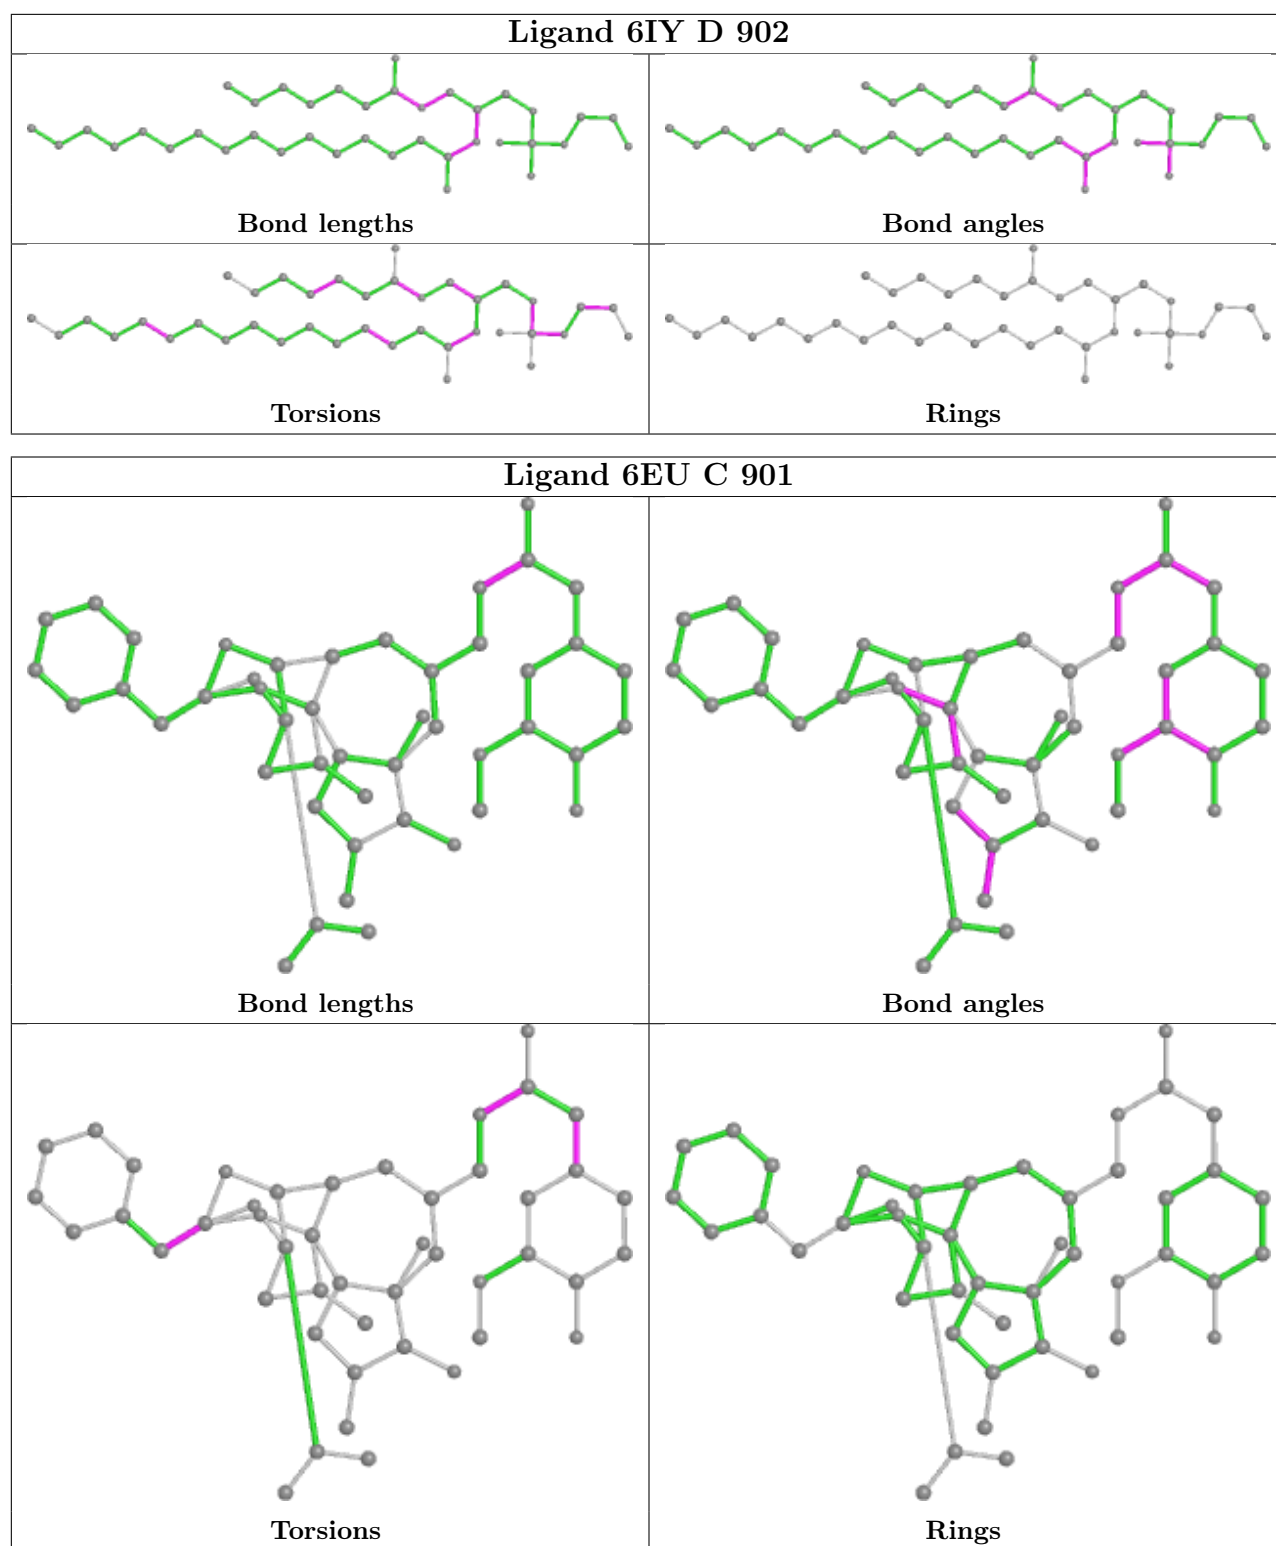 Ligand 6IY D 902
Bond lengths
Bond angles
Torsions
Rings
Ligand 6EU C 901
Bond lengths
Bond angles
Torsions
Rings